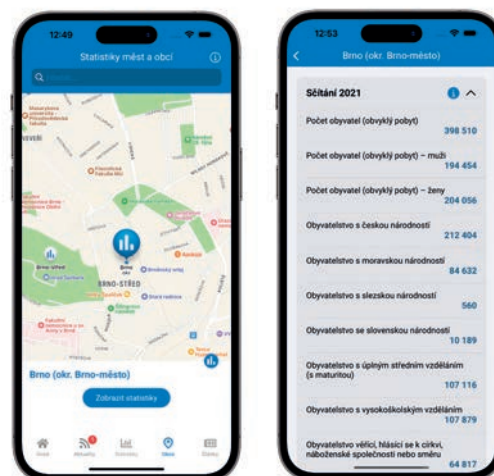 12:49
Statistiky měst a obcí
Brno
BRNO-STŘED
Brno (okr. Brno-město)
Zobrazit statistiky
Aktuality
Obce
Články
12:53
Brno (okr. Brno-město)
Sčítání 2021
Počet obyvatel (obvyklý pobyt)
398 510
Počet obyvatel (obvyklý pobyt) – muži
194 454
Počet obyvatel (obvyklý pobyt) – ženy
204 056
Obyvatelstvo s českou národností
212 404
Obyvatelstvo s moravskou národností
84 632
Obyvatelstvo s slezskou národností
560
Obyvatelstvo se slovenskou národností
10 189
Obyvatelstvo s úplným středním vzděláním
(s maturitou)
107 116
Obyvatelstvo s vysokoškolským vzděláním
107 879
Obyvatelstvo věřící, hlásící se k církvi,
náboženské společnosti nebo směru
64 817